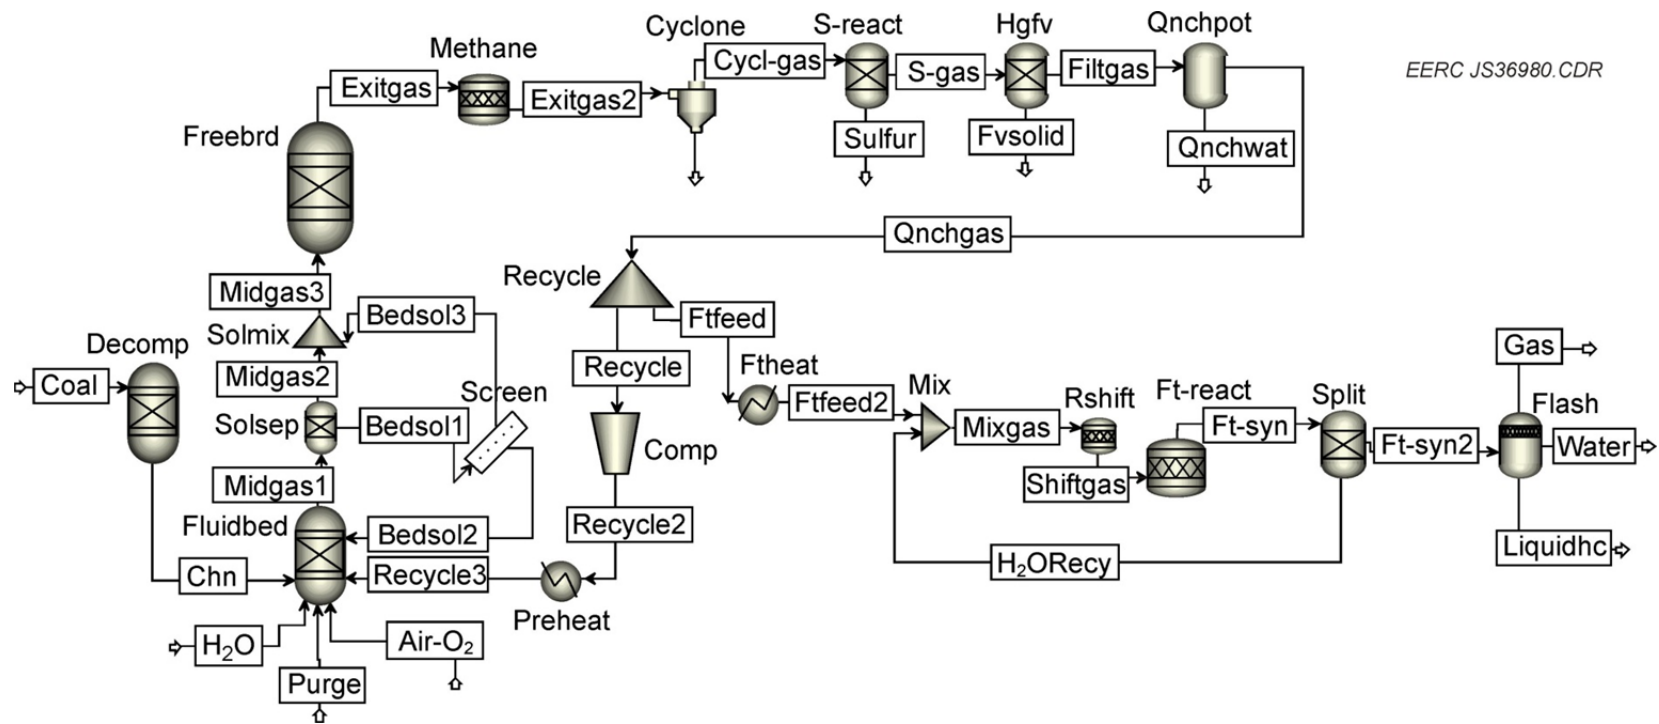 Cyclone
S-react
Hgfv
Qnchpot
Methane
Exitgas
Exitgas2
Cycl-gas
S-gas
Filtgas
EERC JS36980.CDR
Freebrd
Sulfur
Fvsolid
Qnchwat
Qnchgas
Midgas3
Recycle
Bedsol3
Ftfeed
Solmix
Decomp
Midgas2
Recycle
Ftheat
Coal
Screen
Ftfeed2
Mix
Rshift
Ft-react
Split
Gas
Flash
Solsep
Bedsol1
Comp
Mixgas
Ft-syn
Ft-syn2
Water
Midgas1
Shiftgas
Fluidbed
Bedsol2
Recycle2
Liquidhc
Chn
Recycle3
H₂ORecy
Preheat
H₂O
Air-O₂
Purge